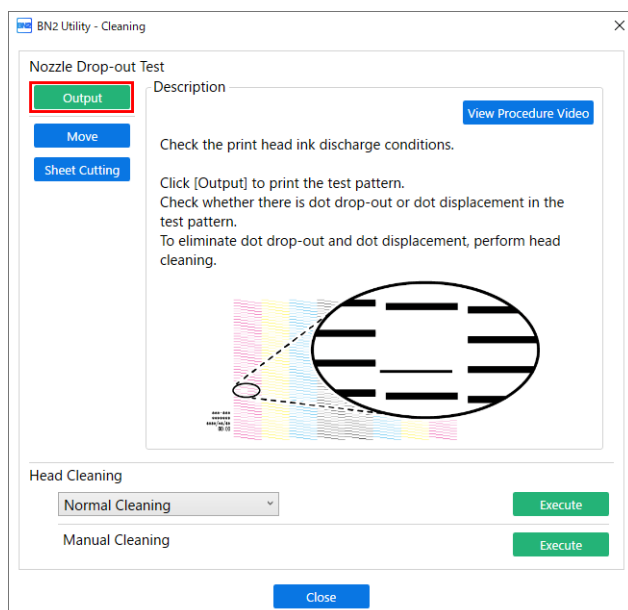 BN2 Utility - Cleaning
Nozzle Drop-out Test
Output
Move
Sheet Cutting
Description
View Procedure Video
Check the print head ink discharge conditions.
Click [Output] to print the test pattern.
Check whether there is dot drop-out or dot displacement in the
test pattern.
To eliminate dot drop-out and dot displacement, perform head
cleaning.
Head Cleaning
Normal Cleaning
Execute
Manual Cleaning
Execute
Close